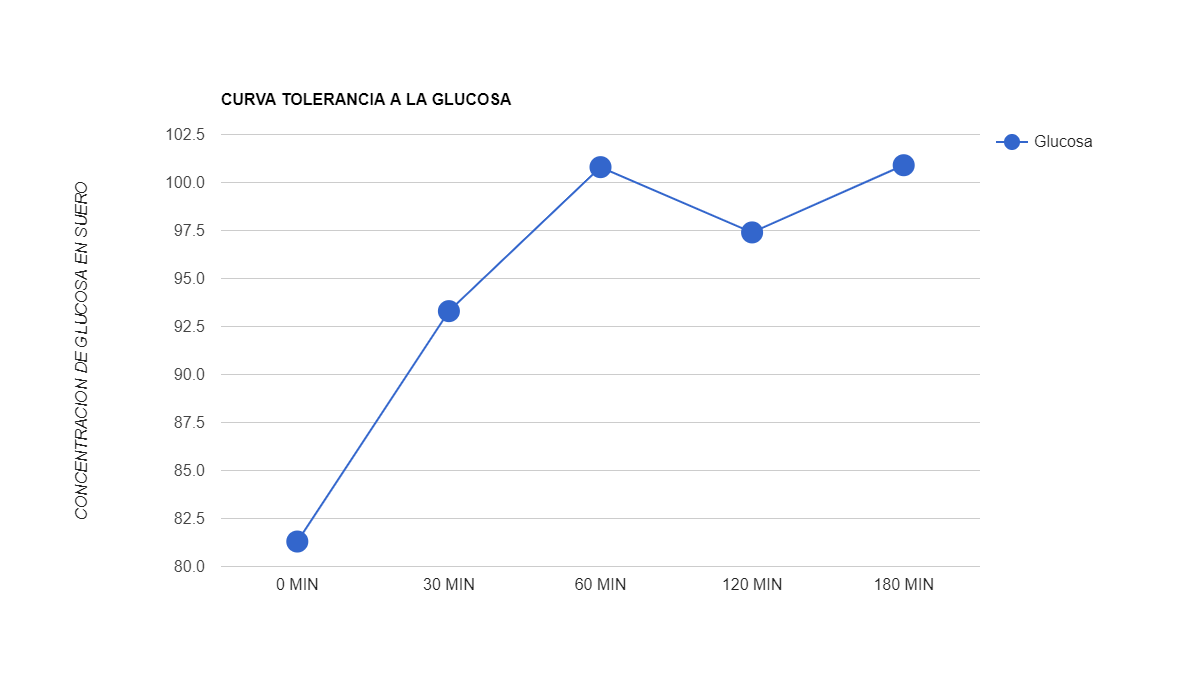 CURVA TOLERANCIA A LA GLUCOSA
Glucosa
CONCENTRACION DE GLUCOSA EN SUERO
102.5
100.0
97.5
95.0
92.5
90.0
87.5
85.0
82.5
80.0
0 MIN 30 MIN 60 MIN 120 MIN 180 MIN